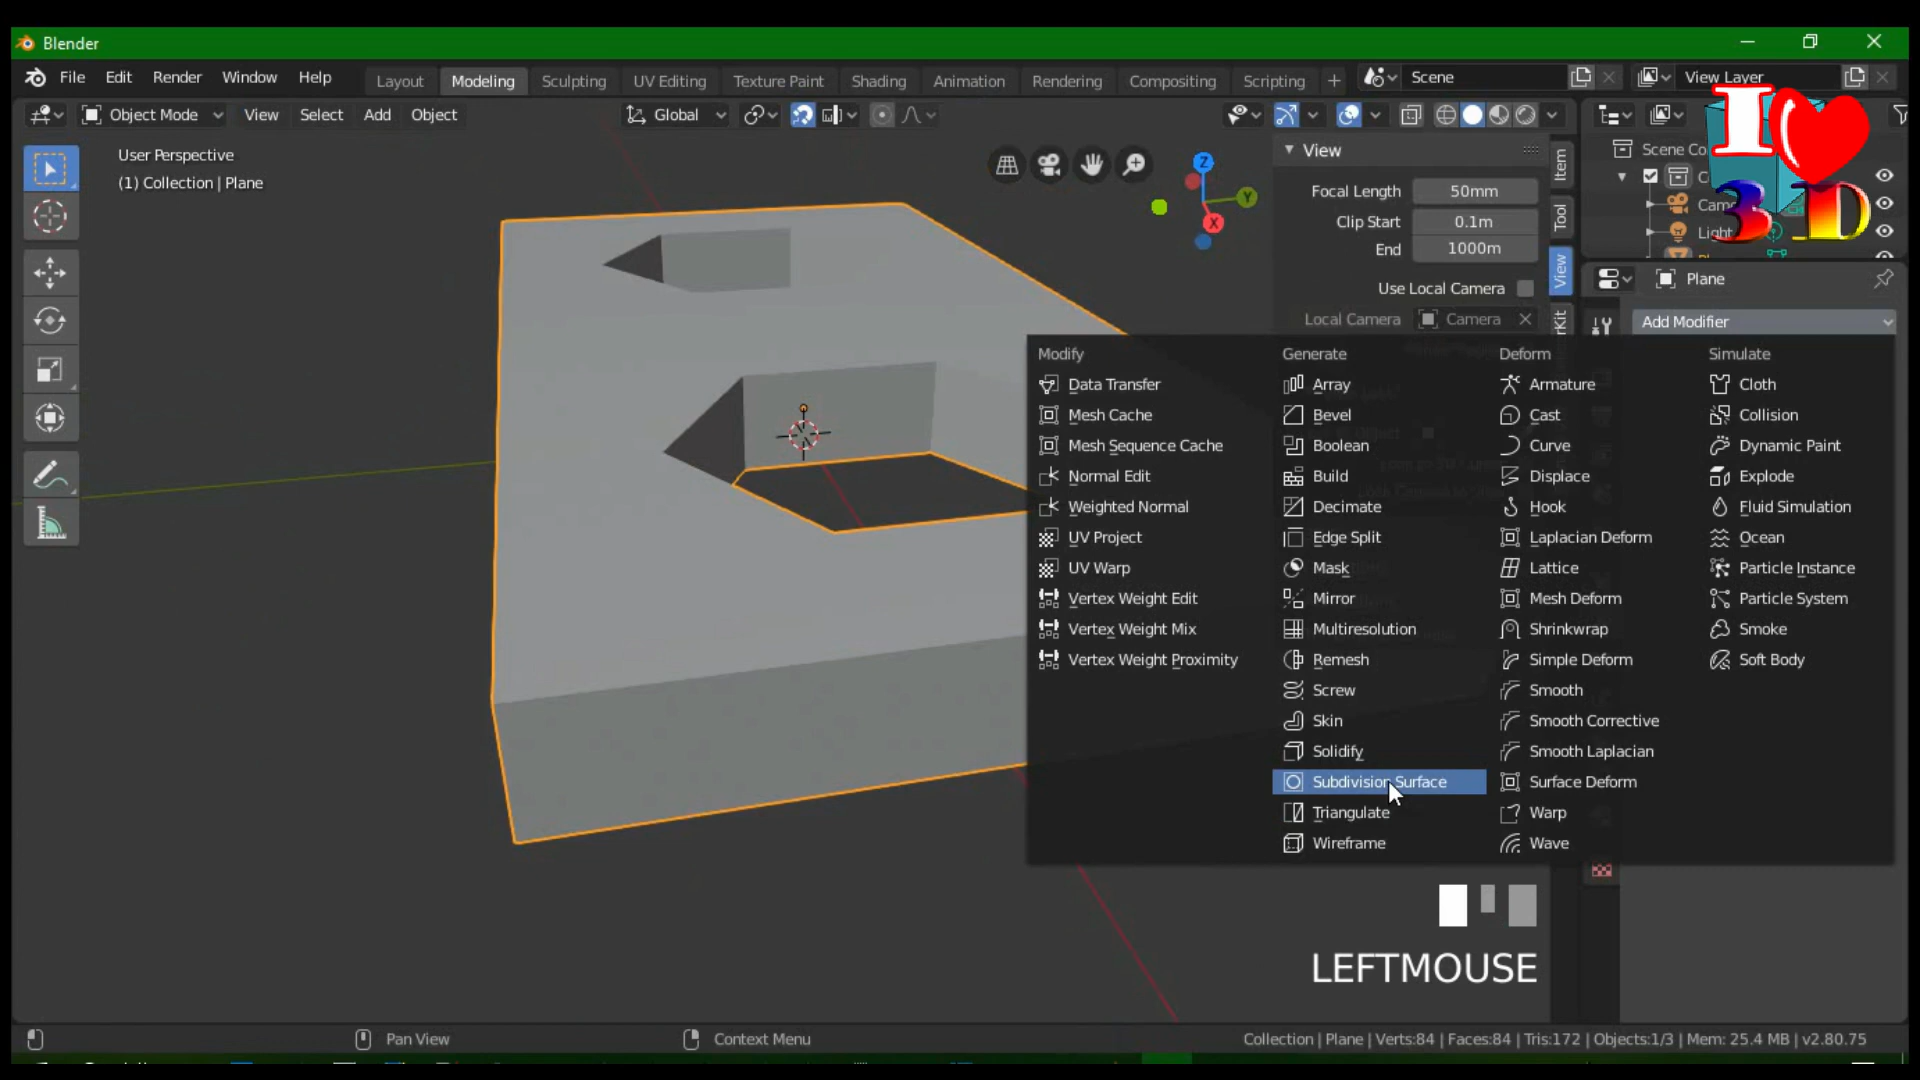 Blender
File Edit Render Window Help Layout Modeling Sculpting UV Editing Texture Paint Shading Animation Rendering Compositing Scripting + Scene View Layer
Object Mode View Select Add Object Global
User Perspective
(1) Collection | Plane
View
Focal Length 50mm
Clip Start 0.1m
End 1000m
Use Local Camera
Local Camera Camera
Item
Tool
View
Scene Co
C
Came
Light
I
3 D
Z
Y
X
Plane
Add Modifier
Modify
Data Transfer
Mesh Cache
Mesh Sequence Cache
Normal Edit
Weighted Normal
UV Project
UV Warp
Vertex Weight Edit
Vertex Weight Mix
Vertex Weight Proximity
Generate
Array
Bevel
Boolean
Build
Decimate
Edge Split
Mask
Mirror
Multiresolution
Remesh
Screw
Skin
Solidify
Subdivision Surface
Triangulate
Wireframe
Deform
Armature
Cast
Curve
Displace
Hook
Laplacian Deform
Lattice
Mesh Deform
Shrinkwrap
Simple Deform
Smooth
Smooth Corrective
Smooth Laplacian
Surface Deform
Warp
Wave
Simulate
Cloth
Collision
Dynamic Paint
Explode
Fluid Simulation
Ocean
Particle Instance
Particle System
Smoke
Soft Body
LEFTMOUSE
Pan View Context Menu Collection | Plane | Verts:84 | Faces:84 | Tris:172 | Objects:1/3 | Mem: 25.4 MB | v2.80.75